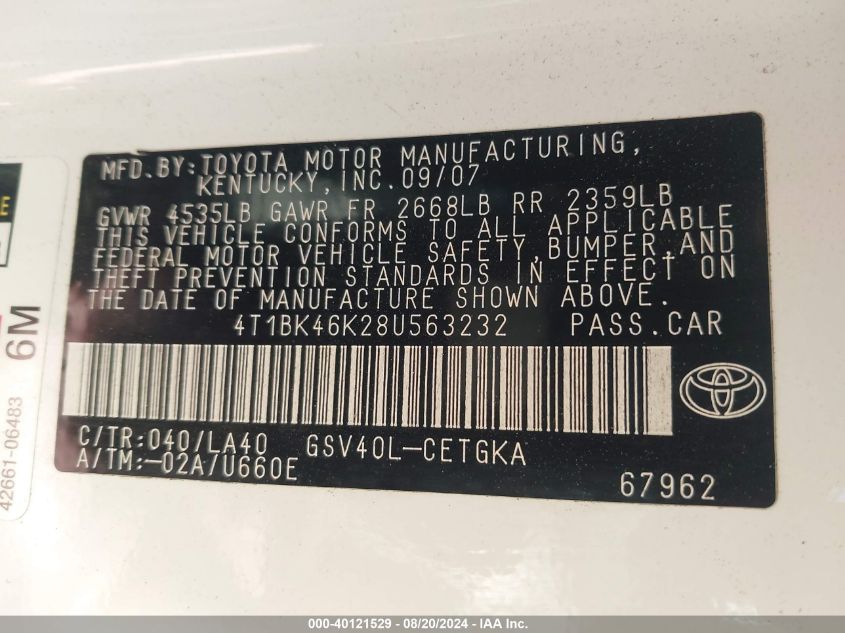 MFD.BY:TOYOTA MOTOR MANUFACTURING,
KENTUCKY,INC.09/07
GVWR 4535LB GAWR FR 2668LB RR 2359LB
THIS VEHICLE CONFORMS TO ALL APPLICABLE
FEDERAL MOTOR VEHICLE SAFETY,BUMPER,AND
THEFT PREVENTION STANDARDS IN EFFECT ON
THE DATE OF MANUFACTURE SHOWN ABOVE.
4T1BK46K28U563232 PASS.CAR
C/TR:040/LA40 GSV40L-CETGKA
A/TM:-02A/U660E
67962
6M
42661-06483
000-40121529 - 08/20/2024 - IAA Inc.